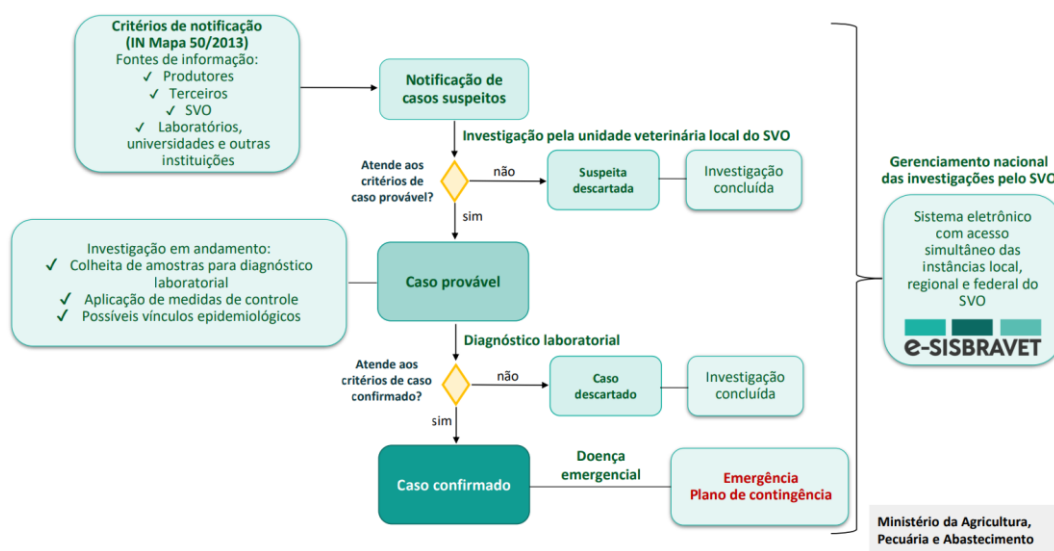 Critérios de notificação
(IN Mapa 50/2013)
Fontes de informação:
✓ Produtores
✓ Terceiros
✓ SVO
✓ Laboratórios,
universidades e outras
instituições
Notificação de
casos suspeitos
Investigação pela unidade veterinária local do SVO
Atende aos
critérios de
caso provável?
não
Suspeita
descartada
Investigação
concluída
sim
Investigação em andamento:
✓ Colheita de amostras para diagnóstico
laboratorial
✓ Aplicação de medidas de controle
✓ Possíveis vínculos epidemiológicos
Caso provável
Diagnóstico laboratorial
Atende aos
critérios de caso
confirmado?
não
Caso
descartado
Investigação
concluída
sim
Caso confirmado
Doença
emergencial
Emergência
Plano de contingência
Gerenciamento nacional
das investigações pelo SVO
Sistema eletrônico
com acesso
simultâneo das
instâncias local,
regional e federal do
SVO
e-SISBRAVET
Ministério da Agricultura,
Pecuária e Abastecimento